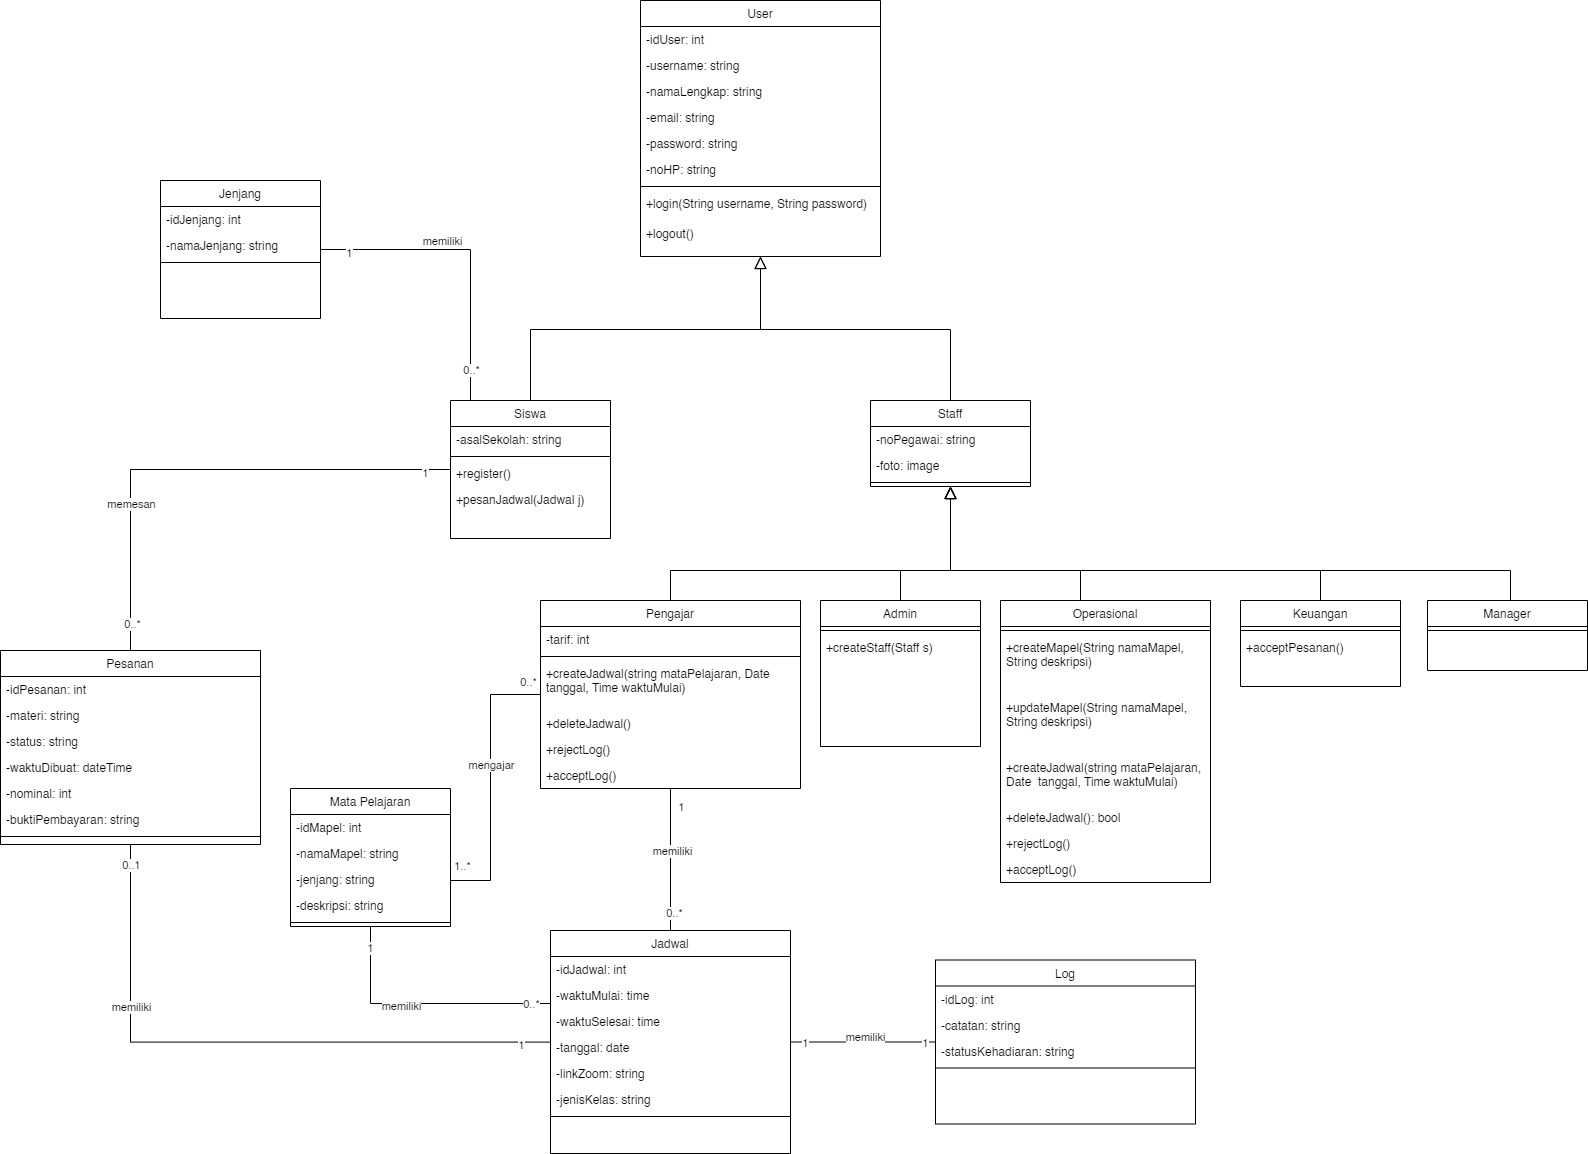 User
-idUser: int
-username: string
-namaLengkap: string
-email: string
-password: string
-noHP: string
+login(String username, String password)
+logout()
Jenjang
-idJenjang: int
-namaJenjang: string
1
memiliki
0..*
Siswa
-asalSekolah: string
+register()
+pesanJadwal(Jadwal j)
Staff
-noPegawai: string
-foto: image
1
memesan
0..*
Pesanan
-idPesanan: int
-materi: string
-status: string
-waktuDibuat: dateTime
-nominal: int
-buktiPembayaran: string
Pengajar
-tarif: int
+createJadwal(string mataPelajaran, Date
tanggal, Time waktuMulai)
+deleteJadwal()
+rejectLog()
+acceptLog()
Admin
+createStaff(Staff s)
Operasional
+createMapel(String namaMapel,
String deskripsi)
+updateMapel(String namaMapel,
String deskripsi)
+createJadwal(string mataPelajaran,
Date  tanggal, Time waktuMulai)
+deleteJadwal(): bool
+rejectLog()
+acceptLog()
Keuangan
+acceptPesanan()
Manager
0..*
mengajar
1..*
Mata Pelajaran
-idMapel: int
-namaMapel: string
-jenjang: string
-deskripsi: string
1
memiliki
0..*
0..1
memiliki
1
1
memiliki
0..*
Jadwal
-idJadwal: int
-waktuMulai: time
-waktuSelesai: time
-tanggal: date
-linkZoom: string
-jenisKelas: string
1
memiliki
1
Log
-idLog: int
-catatan: string
-statusKehadiaran: string